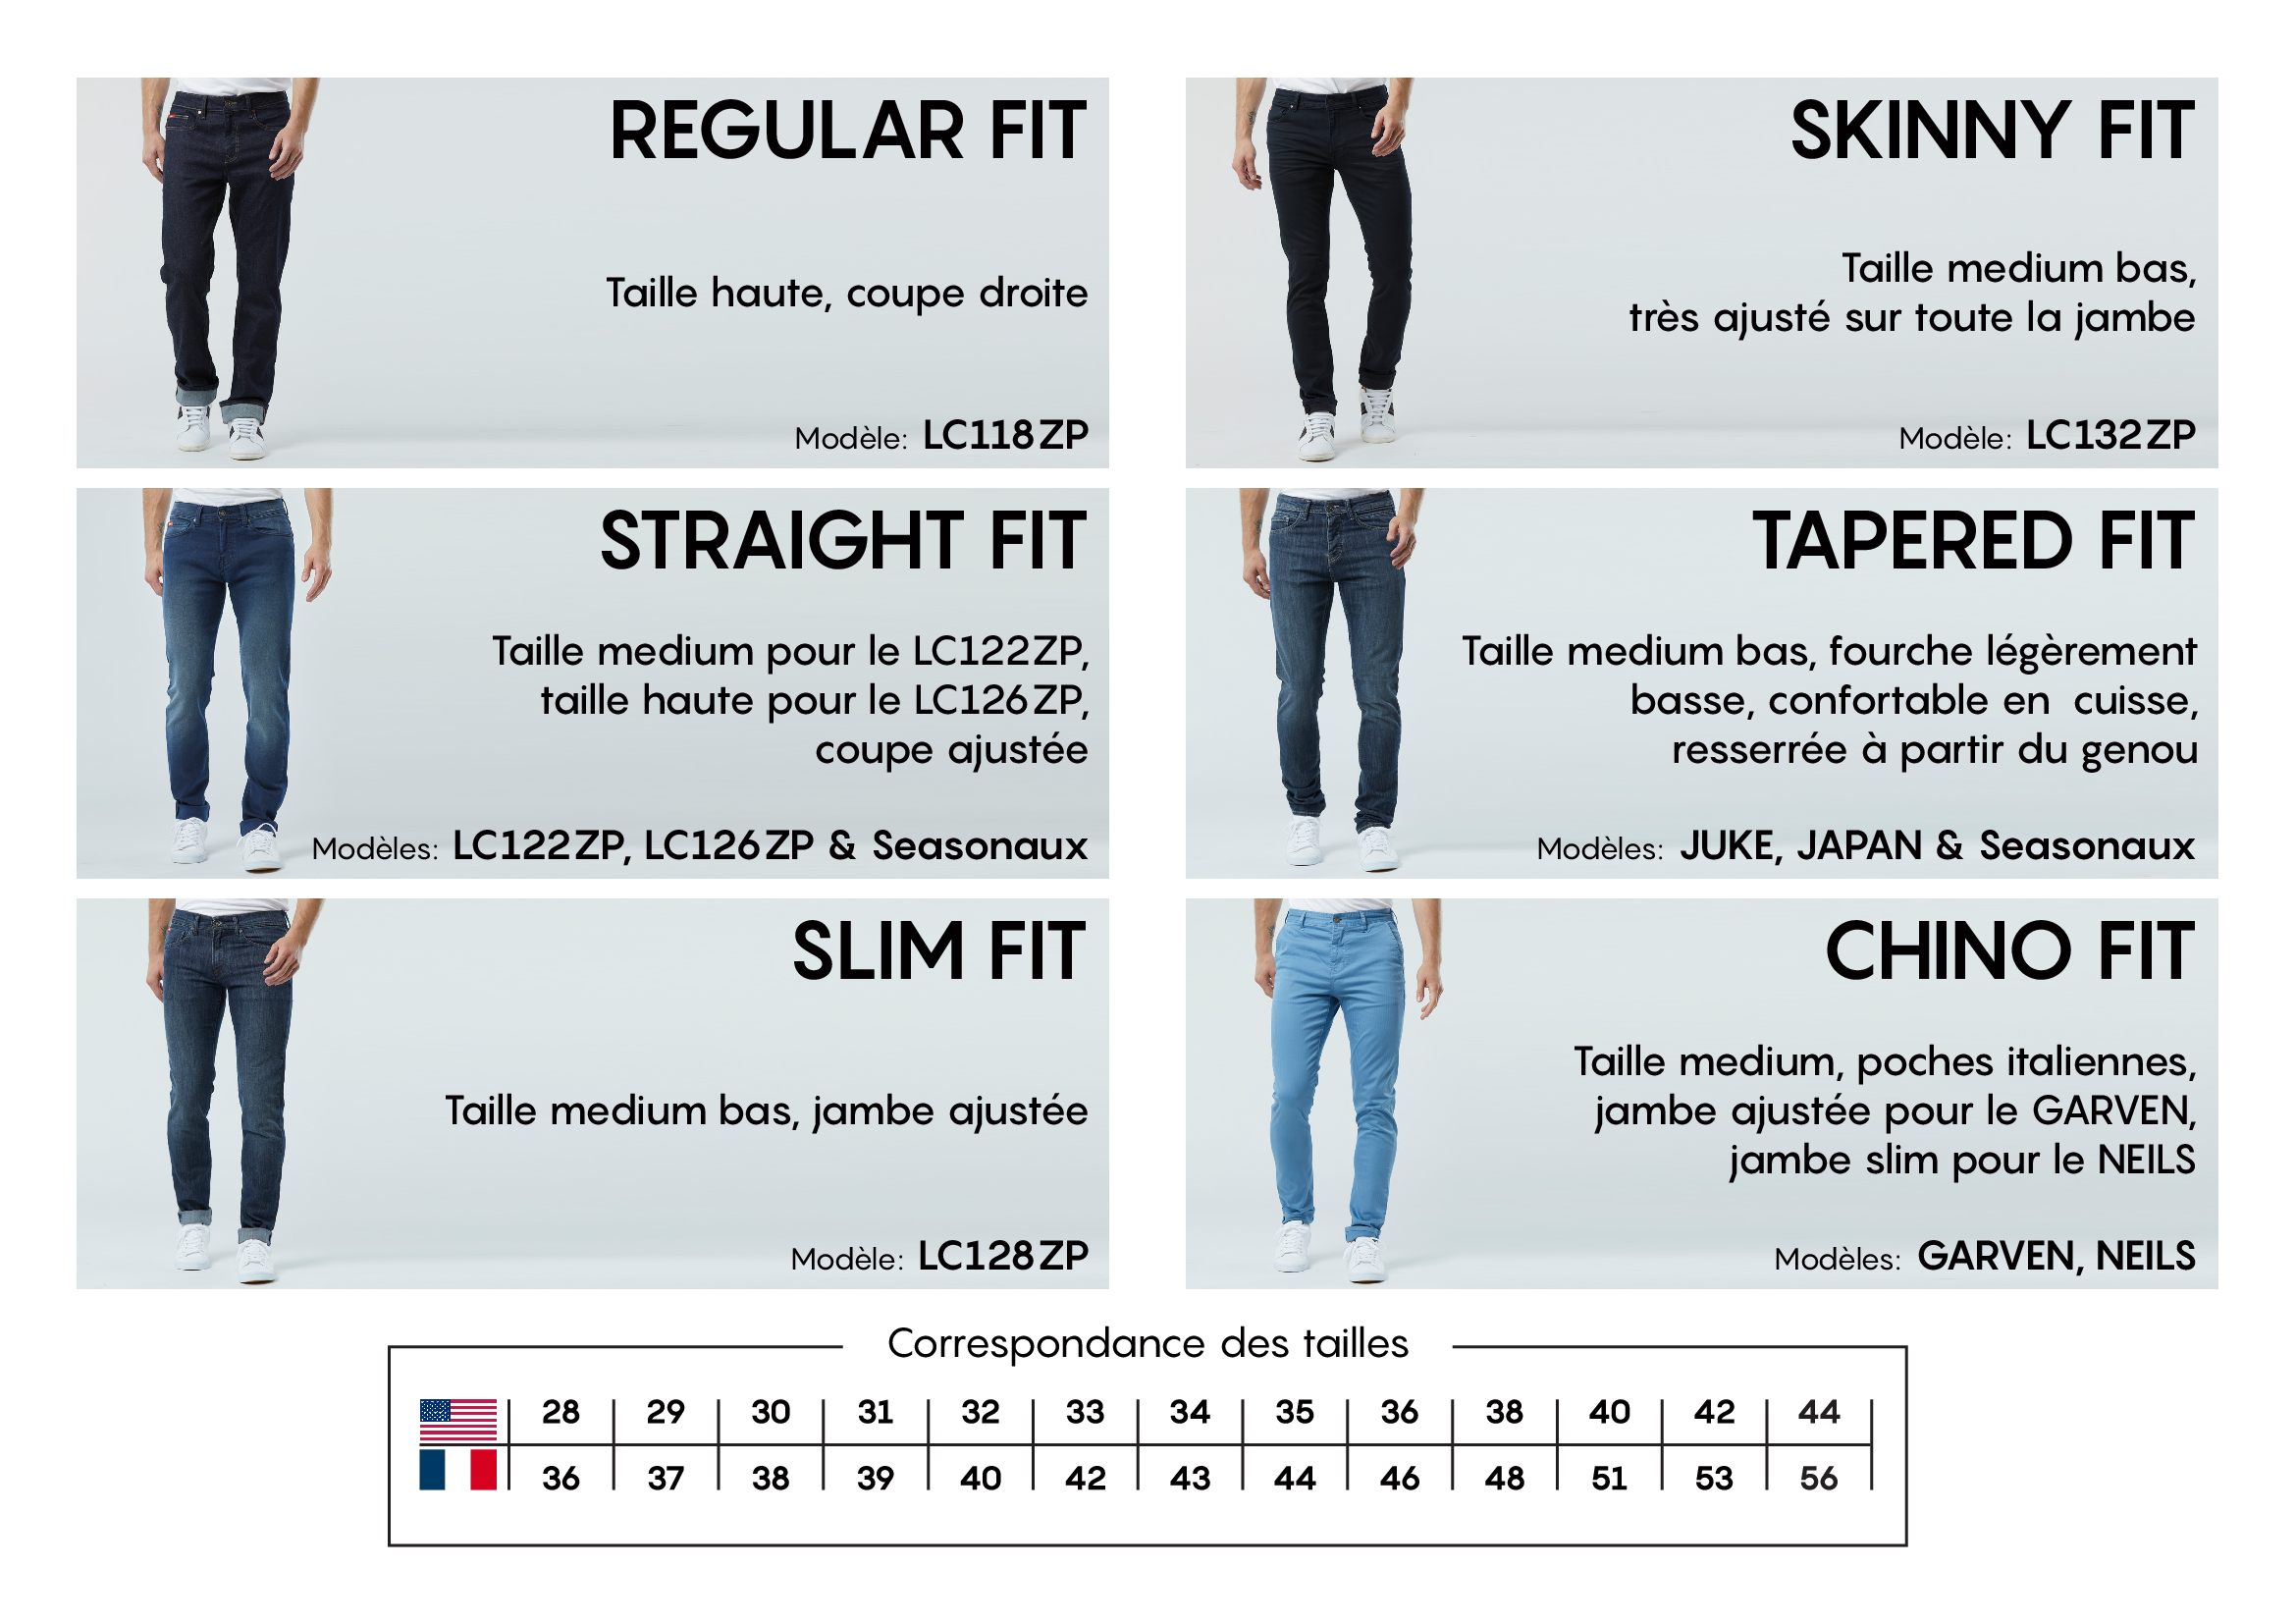 REGULAR FIT
Taille haute, coupe droite
Modèle: LC118ZP
SKINNY FIT
Taille medium bas,
très ajusté sur toute la jambe
Modèle: LC132ZP
STRAIGHT FIT
Taille medium pour le LC122ZP,
taille haute pour le LC126ZP,
coupe ajustée
Modèles: LC122ZP, LC126ZP & Seasonaux
TAPERED FIT
Taille medium bas, fourche légèrement
basse, confortable en cuisse,
resserrée à partir du genou
Modèles: JUKE, JAPAN & Seasonaux
SLIM FIT
Taille medium bas, jambe ajustée
Modèle: LC128ZP
CHINO FIT
Taille medium, poches italiennes,
jambe ajustée pour le GARVEN,
jambe slim pour le NEILS
Modèles: GARVEN, NEILS
Correspondance des tailles
28 29 30 31 32 33 34 35 36 38 40 42 44
36 37 38 39 40 42 43 44 46 48 51 53 56